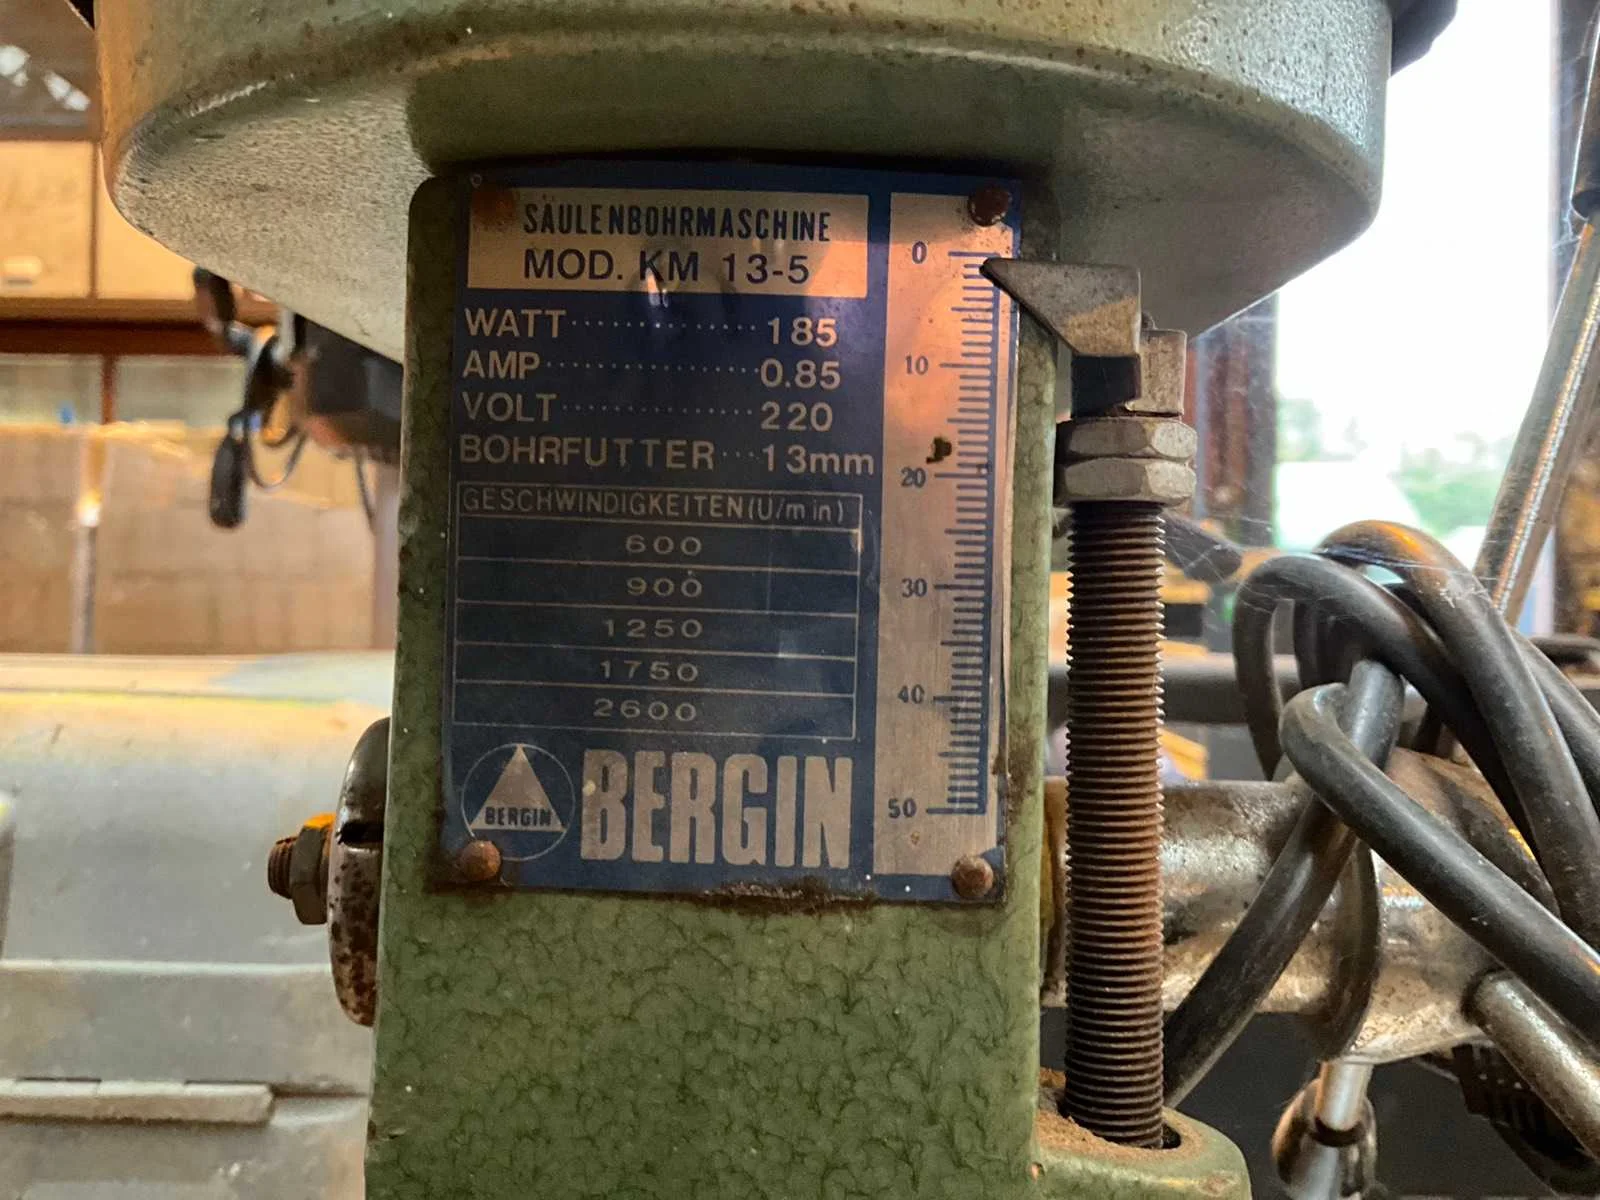 SÄULENBOHRMASCHINE
MOD. KM 13-5
WATT 185
AMP 0.85
VOLT 220
BOHRFUTTER 13mm
GESCHWINDIGKEITEN (U/min)
600
900
1250
1750
2600
BERGIN
BERGIN
0
10
20
30
40
50